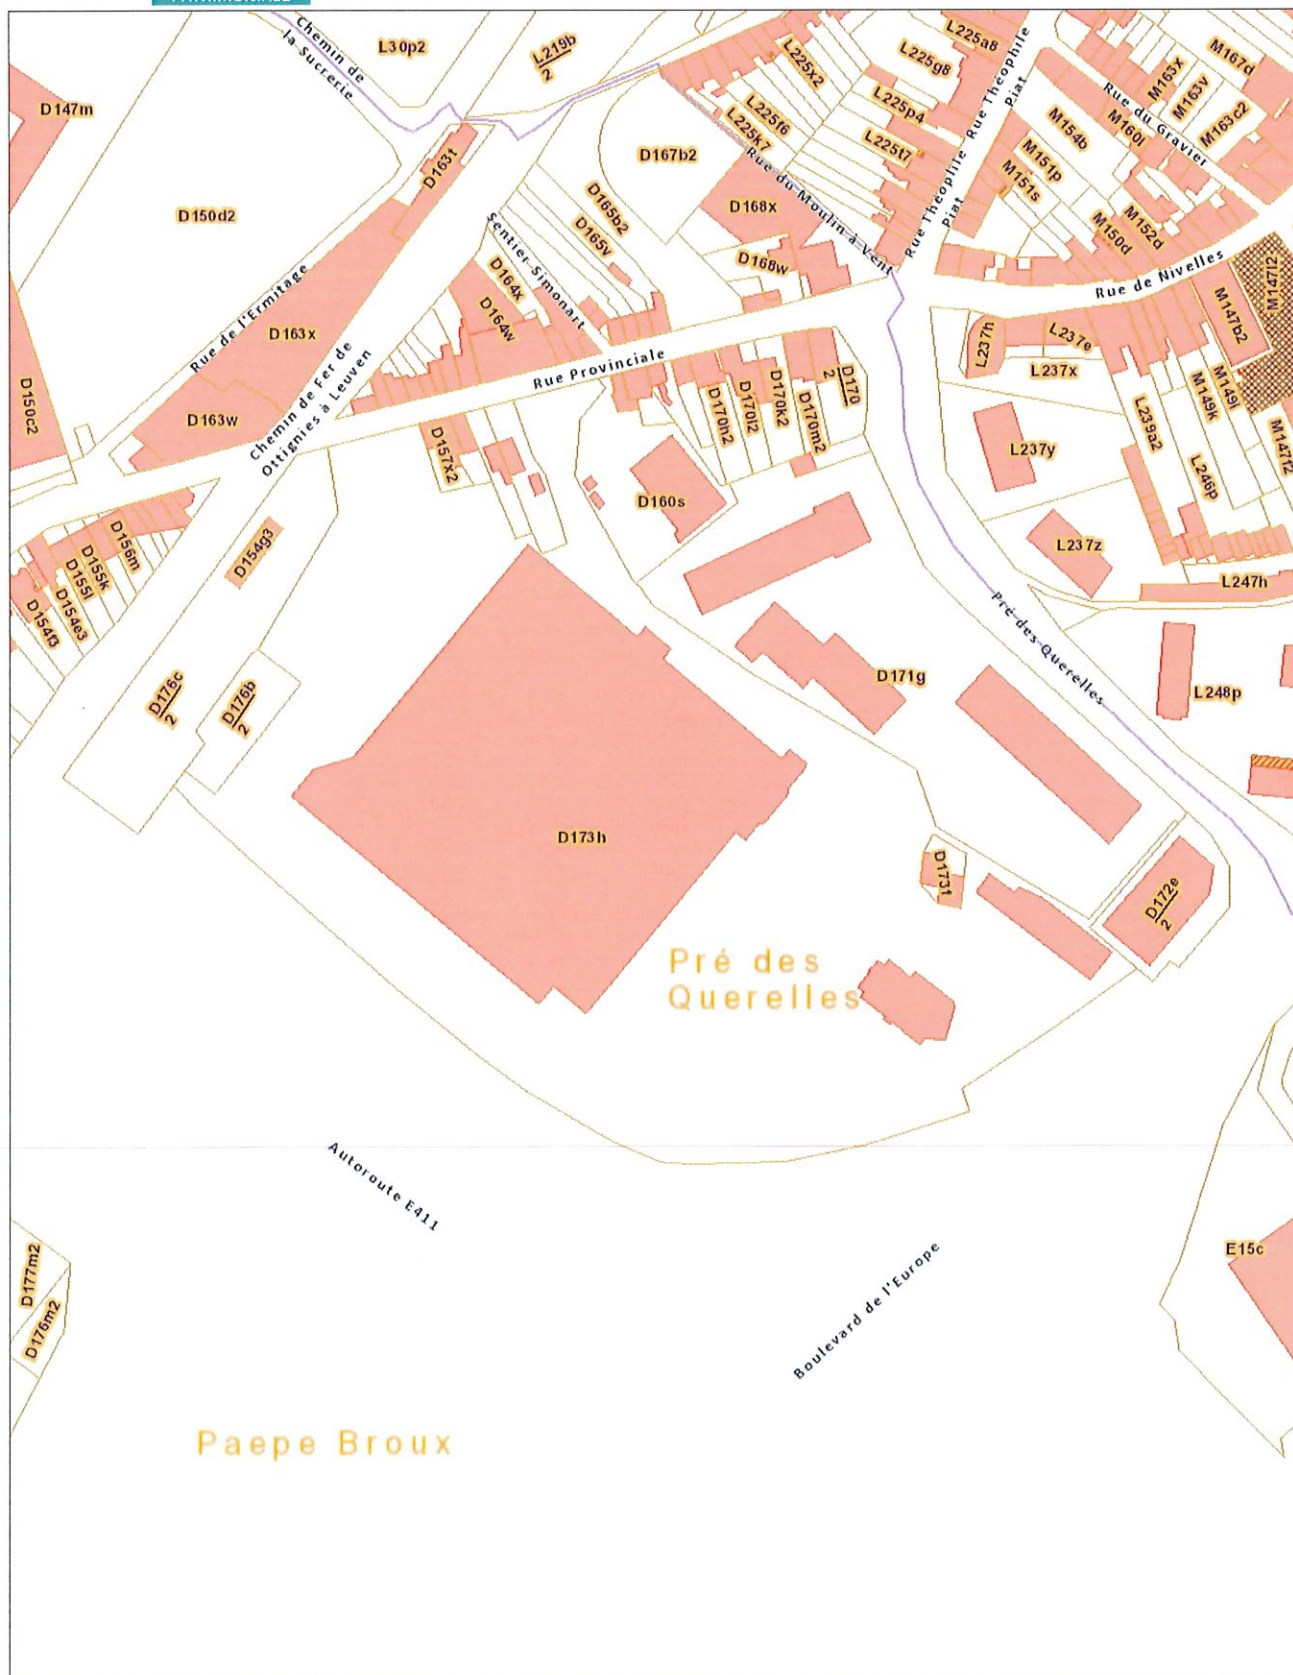 Chemin de
la Sucrerie
L30p2
L219b
2
L225x2
L225g8
L225a8
Rue Théophile
Piat
M167d
M163x
M163v
M163c2
Rue du Gravier
D147m
L225f6
L225k7
L225p4
L225t7
M154b
M160l
M151p
M151s
D163t
D167b2
Rue du Moulin à Vent
Rue Théophile
Piat
D150d2
D165b2
D165v
D168x
M150d
M152d
Sentier Simonart
D168w
Rue de Nivelles
M147l2
D164x
D164w
Rue de l'Ermitage
D163x
M147b2
L237h
L237e
L237x
Rue Provinciale
D150c2
D163w
Chemin de Fer de
Ottignies à Leuven
D170h2
D170l2
D170k2
D170m2
D170
2
L239a2
M149k
M149l
M147f2
D157x2
L237y
L246p
D160s
D156m
D155k
D155l
D154e3
D154f3
D154g3
L237z
L247h
Pré-des-Querelles
D171g
L248p
D176c
2
D176b
2
D173h
D173f
D172e
2
Pré des
Querelles
Autoroute E411
Boulevard de l'Europe
E15c
D177m2
D176m2
Paepe Broux